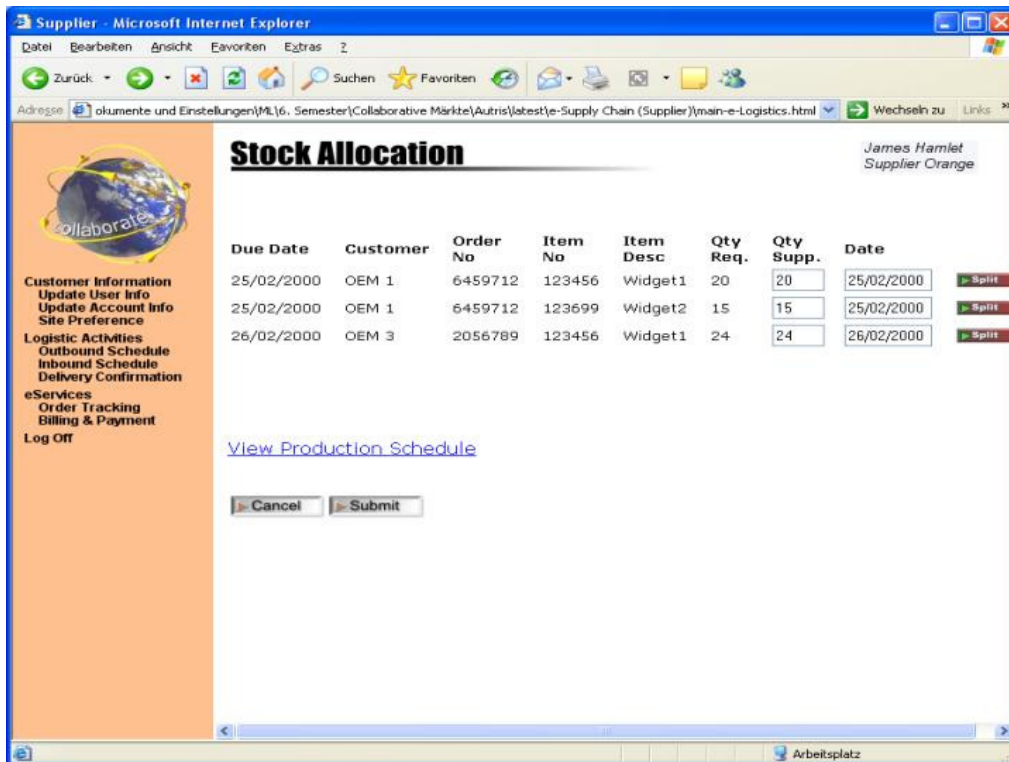 Supplier - Microsoft Internet Explorer
Datei Bearbeiten Ansicht Favoriten Extras ?
Zurück Suchen Favoriten
Adresse okumente und Einstellungen\ML\6. Semester\Collaborative Märkte\Autris\latest\e-Supply Chain (Supplier)\main-e-Logistics.html Wechseln zu Links »
collaborate
Customer Information
Update User Info
Update Account Info
Site Preference
Logistic Activities
Outbound Schedule
Inbound Schedule
Delivery Confirmation
eServices
Order Tracking
Billing & Payment
Log Off
Stock Allocation
James Hamlet
Supplier Orange
Due Date Customer Order No Item No Item Desc Qty Req. Qty Supp. Date
25/02/2000 OEM 1 6459712 123456 Widget1 20 20 25/02/2000 Split
25/02/2000 OEM 1 6459712 123699 Widget2 15 15 25/02/2000 Split
26/02/2000 OEM 3 2056789 123456 Widget1 24 24 26/02/2000 Split
View Production Schedule
Cancel Submit
Arbeitsplatz